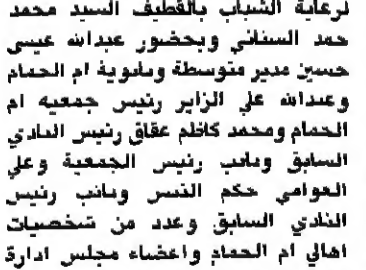 لرعاية الشباب بالقطيف السيد محمد
حمد السناني وبحضور عبدالله عيسى
حسين مدير متوسطة وثانوية ام الحمام
وعبدالله علي الزاير رئيس جمعيه ام
الحمام ومحمد كاظم عقاق رئيس النادي
السابق ونائب رئيس الجمعية وعلي
العوامي حكم التنس ونائب رئيس
النادي السابق وعدد من شخصيات
اهالي ام الحمام واعضاء مجلس ادارة